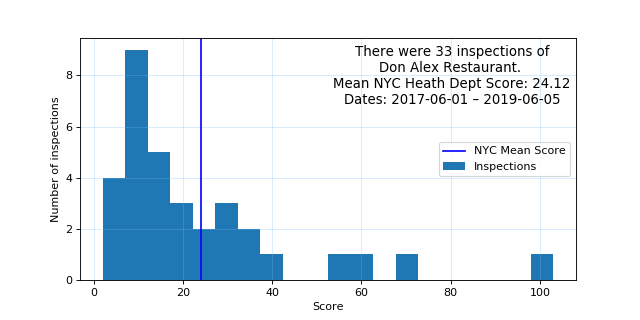 There were 33 inspections of
Don Alex Restaurant.
Mean NYC Heath Dept Score: 24.12
Dates: 2017-06-01 – 2019-06-05
NYC Mean Score
Inspections
Number of inspections
8
6
4
2
0
0 20 40 60 80 100
Score